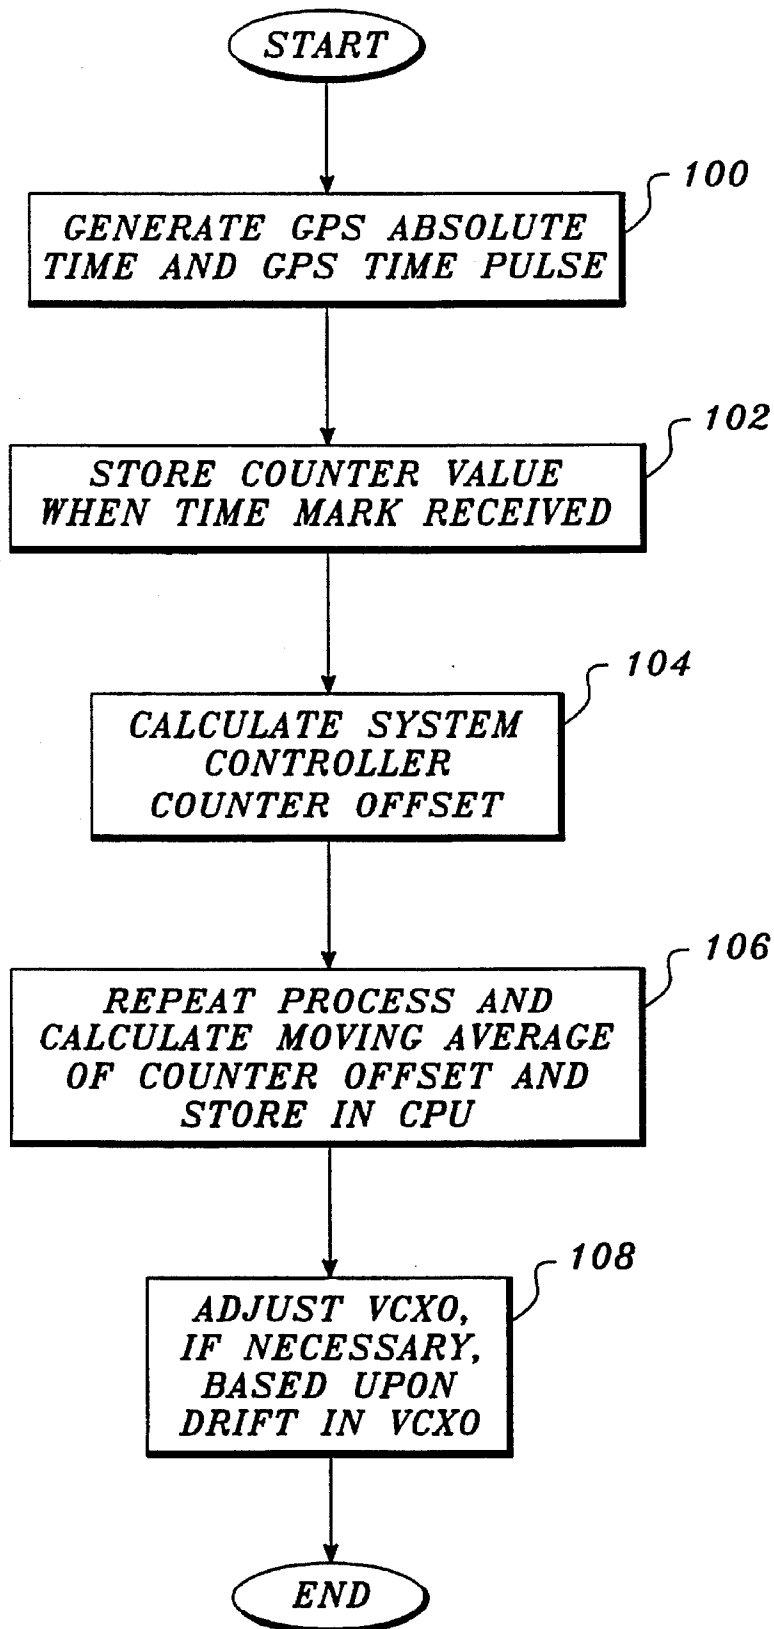 START
100
GENERATE GPS ABSOLUTE
TIME AND GPS TIME PULSE
102
STORE COUNTER VALUE
WHEN TIME MARK RECEIVED
104
CALCULATE SYSTEM
CONTROLLER
COUNTER OFFSET
106
REPEAT PROCESS AND
CALCULATE MOVING AVERAGE
OF COUNTER OFFSET AND
STORE IN CPU
108
ADJUST VCXO,
IF NECESSARY,
BASED UPON
DRIFT IN VCXO
END